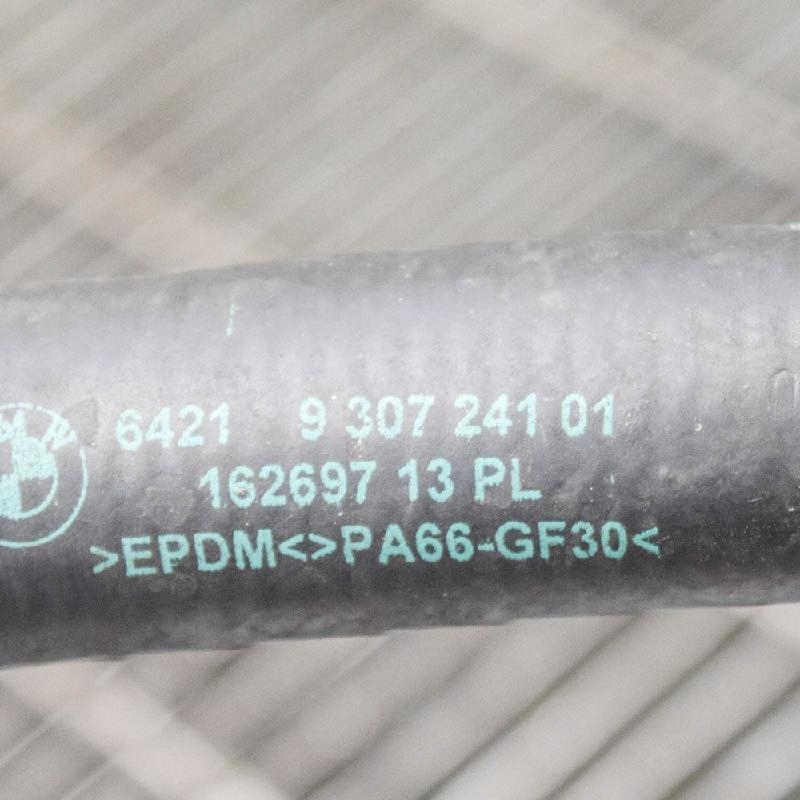 6421 9 307 241 01
162697 13 PL
>EPDM<>PA66-GF30<